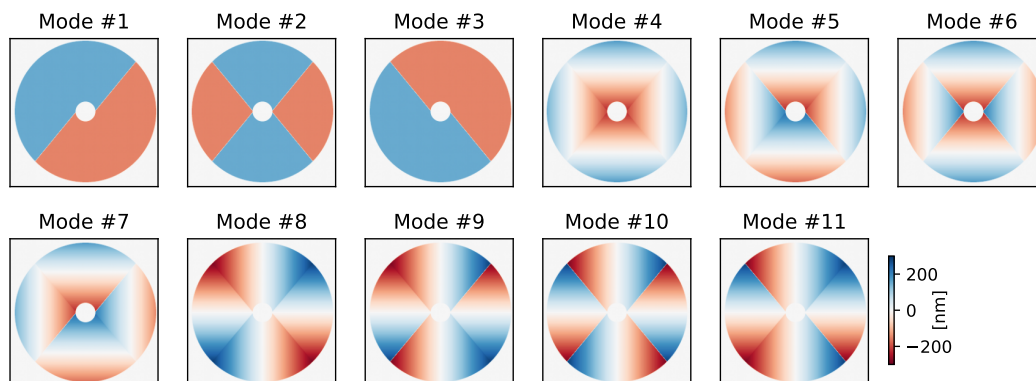 Mode #1
Mode #2
Mode #3
Mode #4
Mode #5
Mode #6
Mode #7
Mode #8
Mode #9
Mode #10
Mode #11
200
0
−200
[nm]